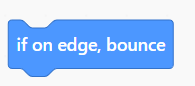 if on edge, bounce